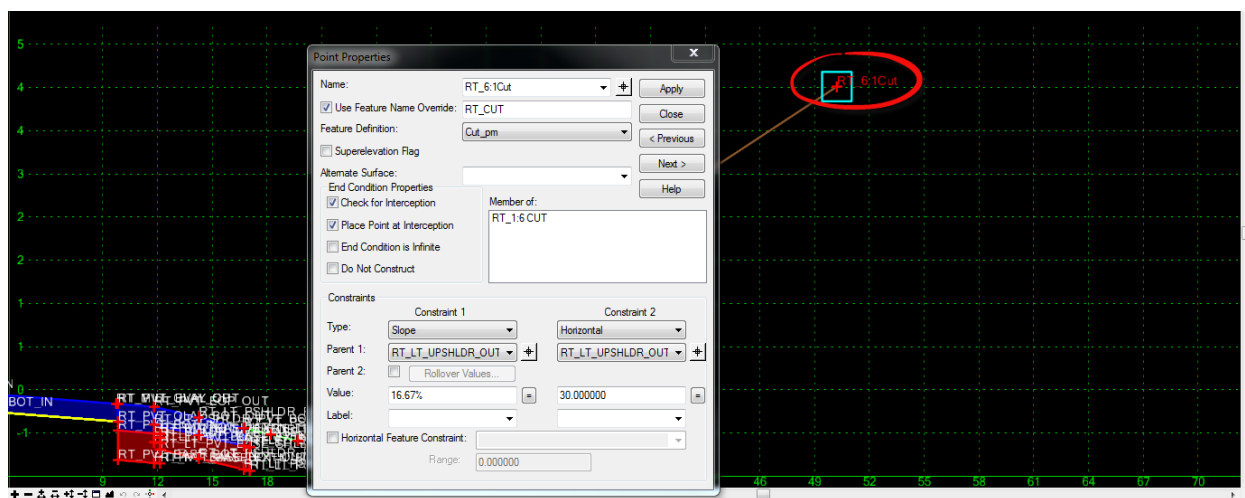 Point Properties
x
Name:
RT_6:1Cut
Apply
Use Feature Name Override:
RT_CUT
Close
Feature Definition:
Cut_pm
< Previous
Superelevation Flag
Next >
Alternate Surface:
Help
End Condition Properties
Check for Interception
Member of:
RT_1:6 CUT
Place Point at Interception
End Condition is Infinite
Do Not Construct
Constraints
Constraint 1
Constraint 2
Type:
Slope
Horizontal
Parent 1:
RT_LT_UPSHLDR_OUT
RT_LT_UPSHLDR_OUT
Parent 2:
Rollover Values...
Value:
16.67%
=
30.000000
=
Label:
Horizontal Feature Constraint:
Range:
0.000000
RT_6:1Cut
5
4
4
3
2
2
1
1
0
-1
BOT_IN
9
12
15
18
46
49
52
55
58
61
64
67
70